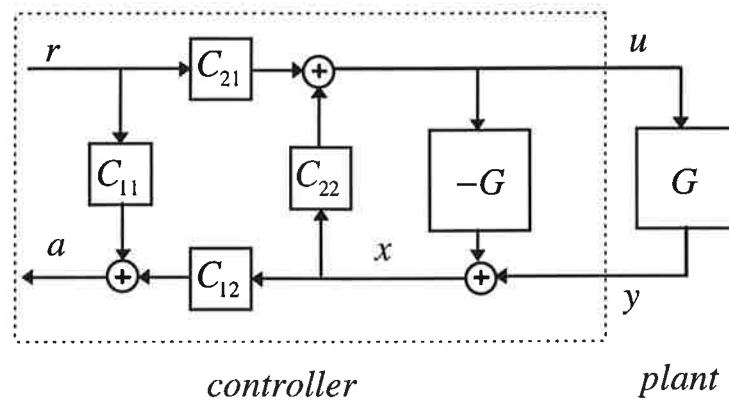 r
C₂₁
+
u
C₁₁
C₂₂
−G
G
a
+
C₁₂
x
+
y
controller
plant